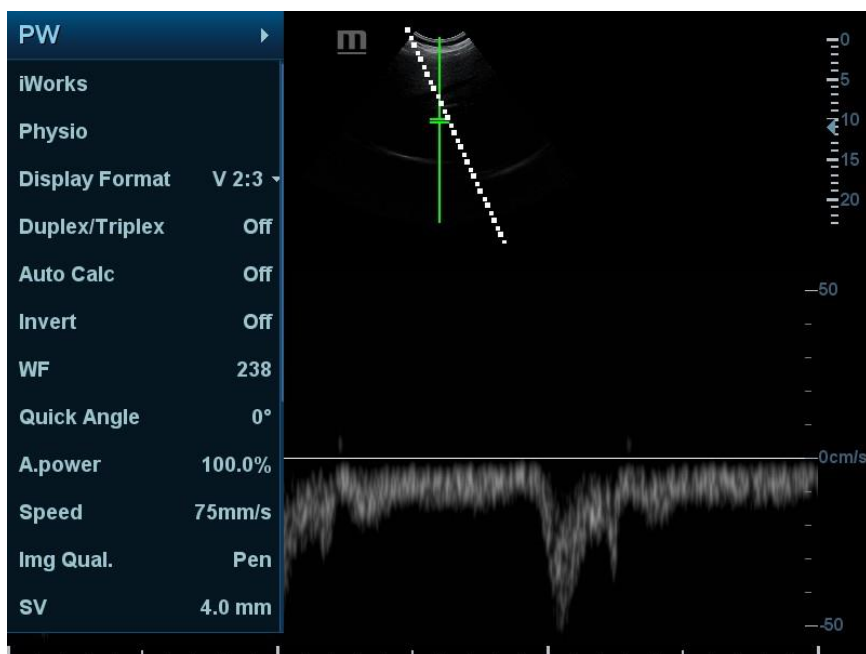 PW
m
iWorks
Physio
Display Format V 2:3
Duplex/Triplex Off
Auto Calc Off
Invert Off
WF 238
Quick Angle 0°
A.power 100.0%
Speed 75mm/s
Img Qual. Pen
SV 4.0 mm
0
5
10
15
20
50
0cm/s
-50